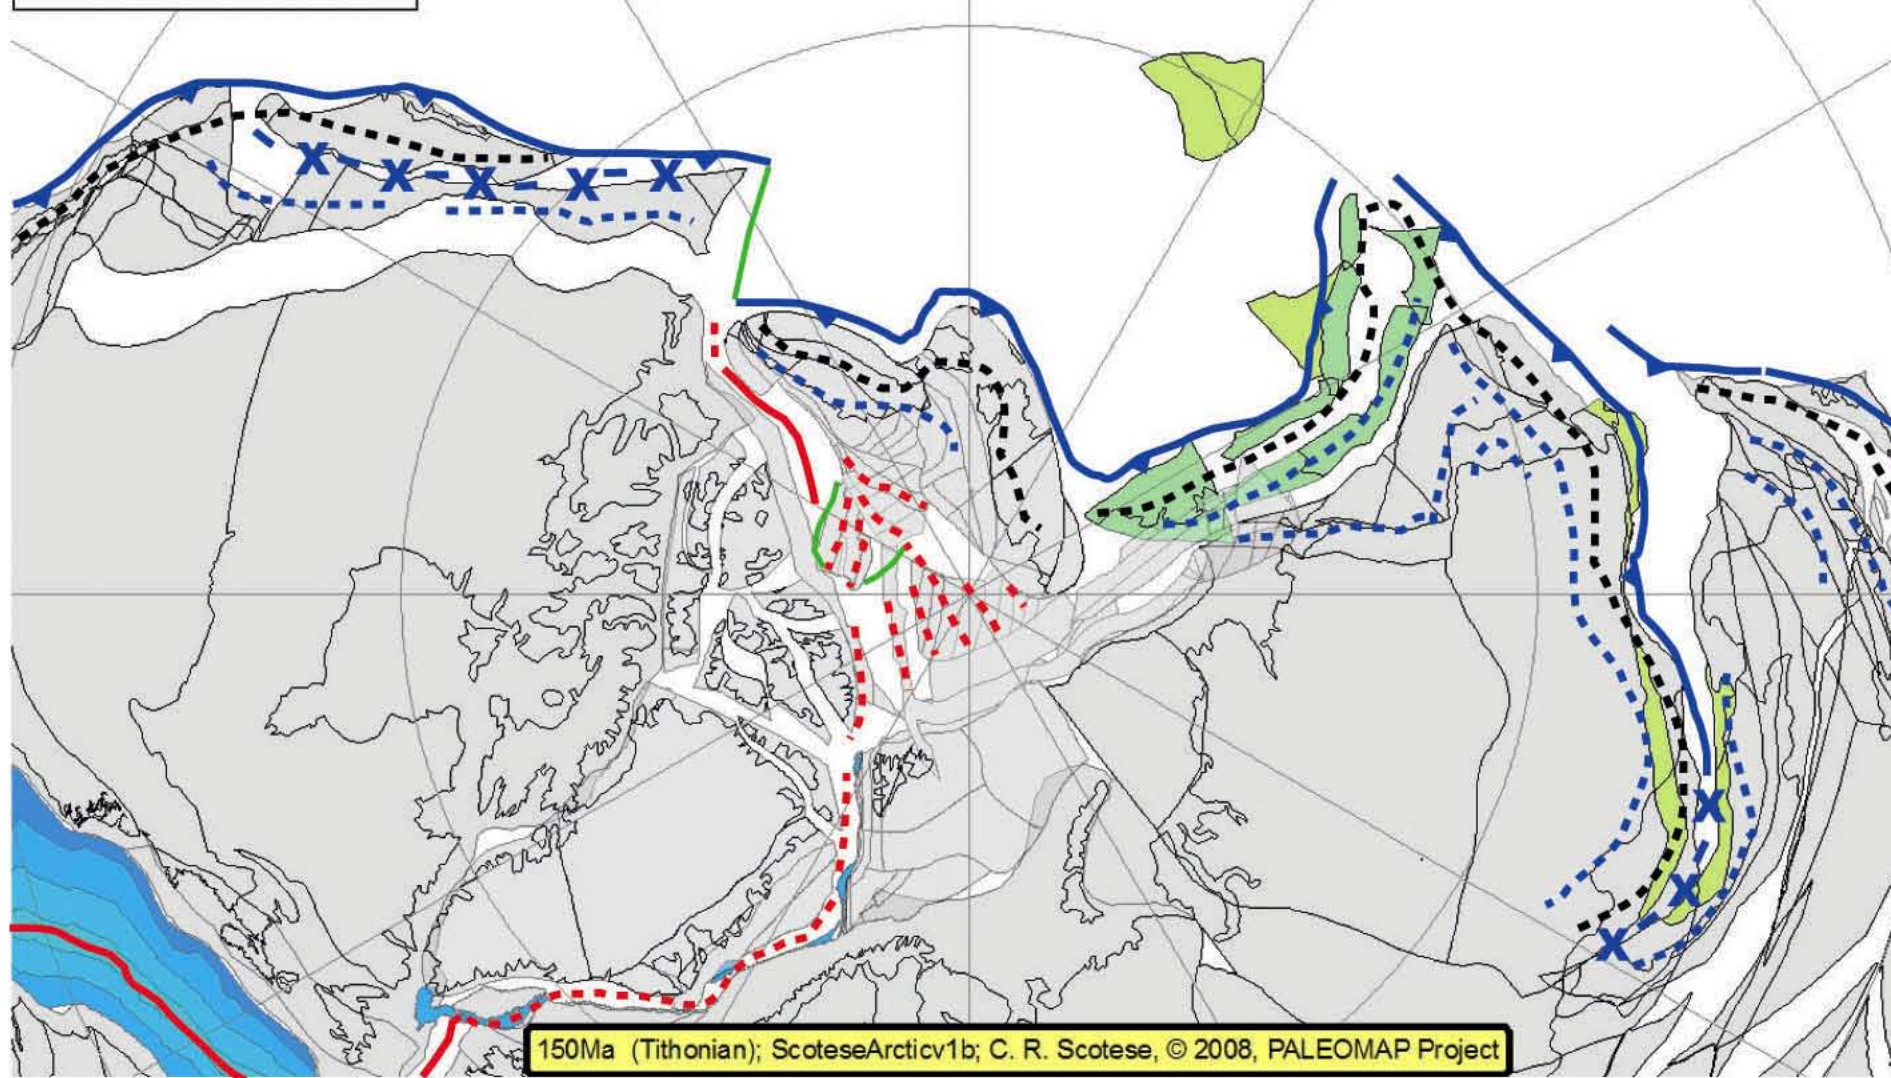 X X X X X
X
X
X
150Ma (Tithonian); ScoteseArcticv1b; C. R. Scotese, © 2008, PALEOMAP Project